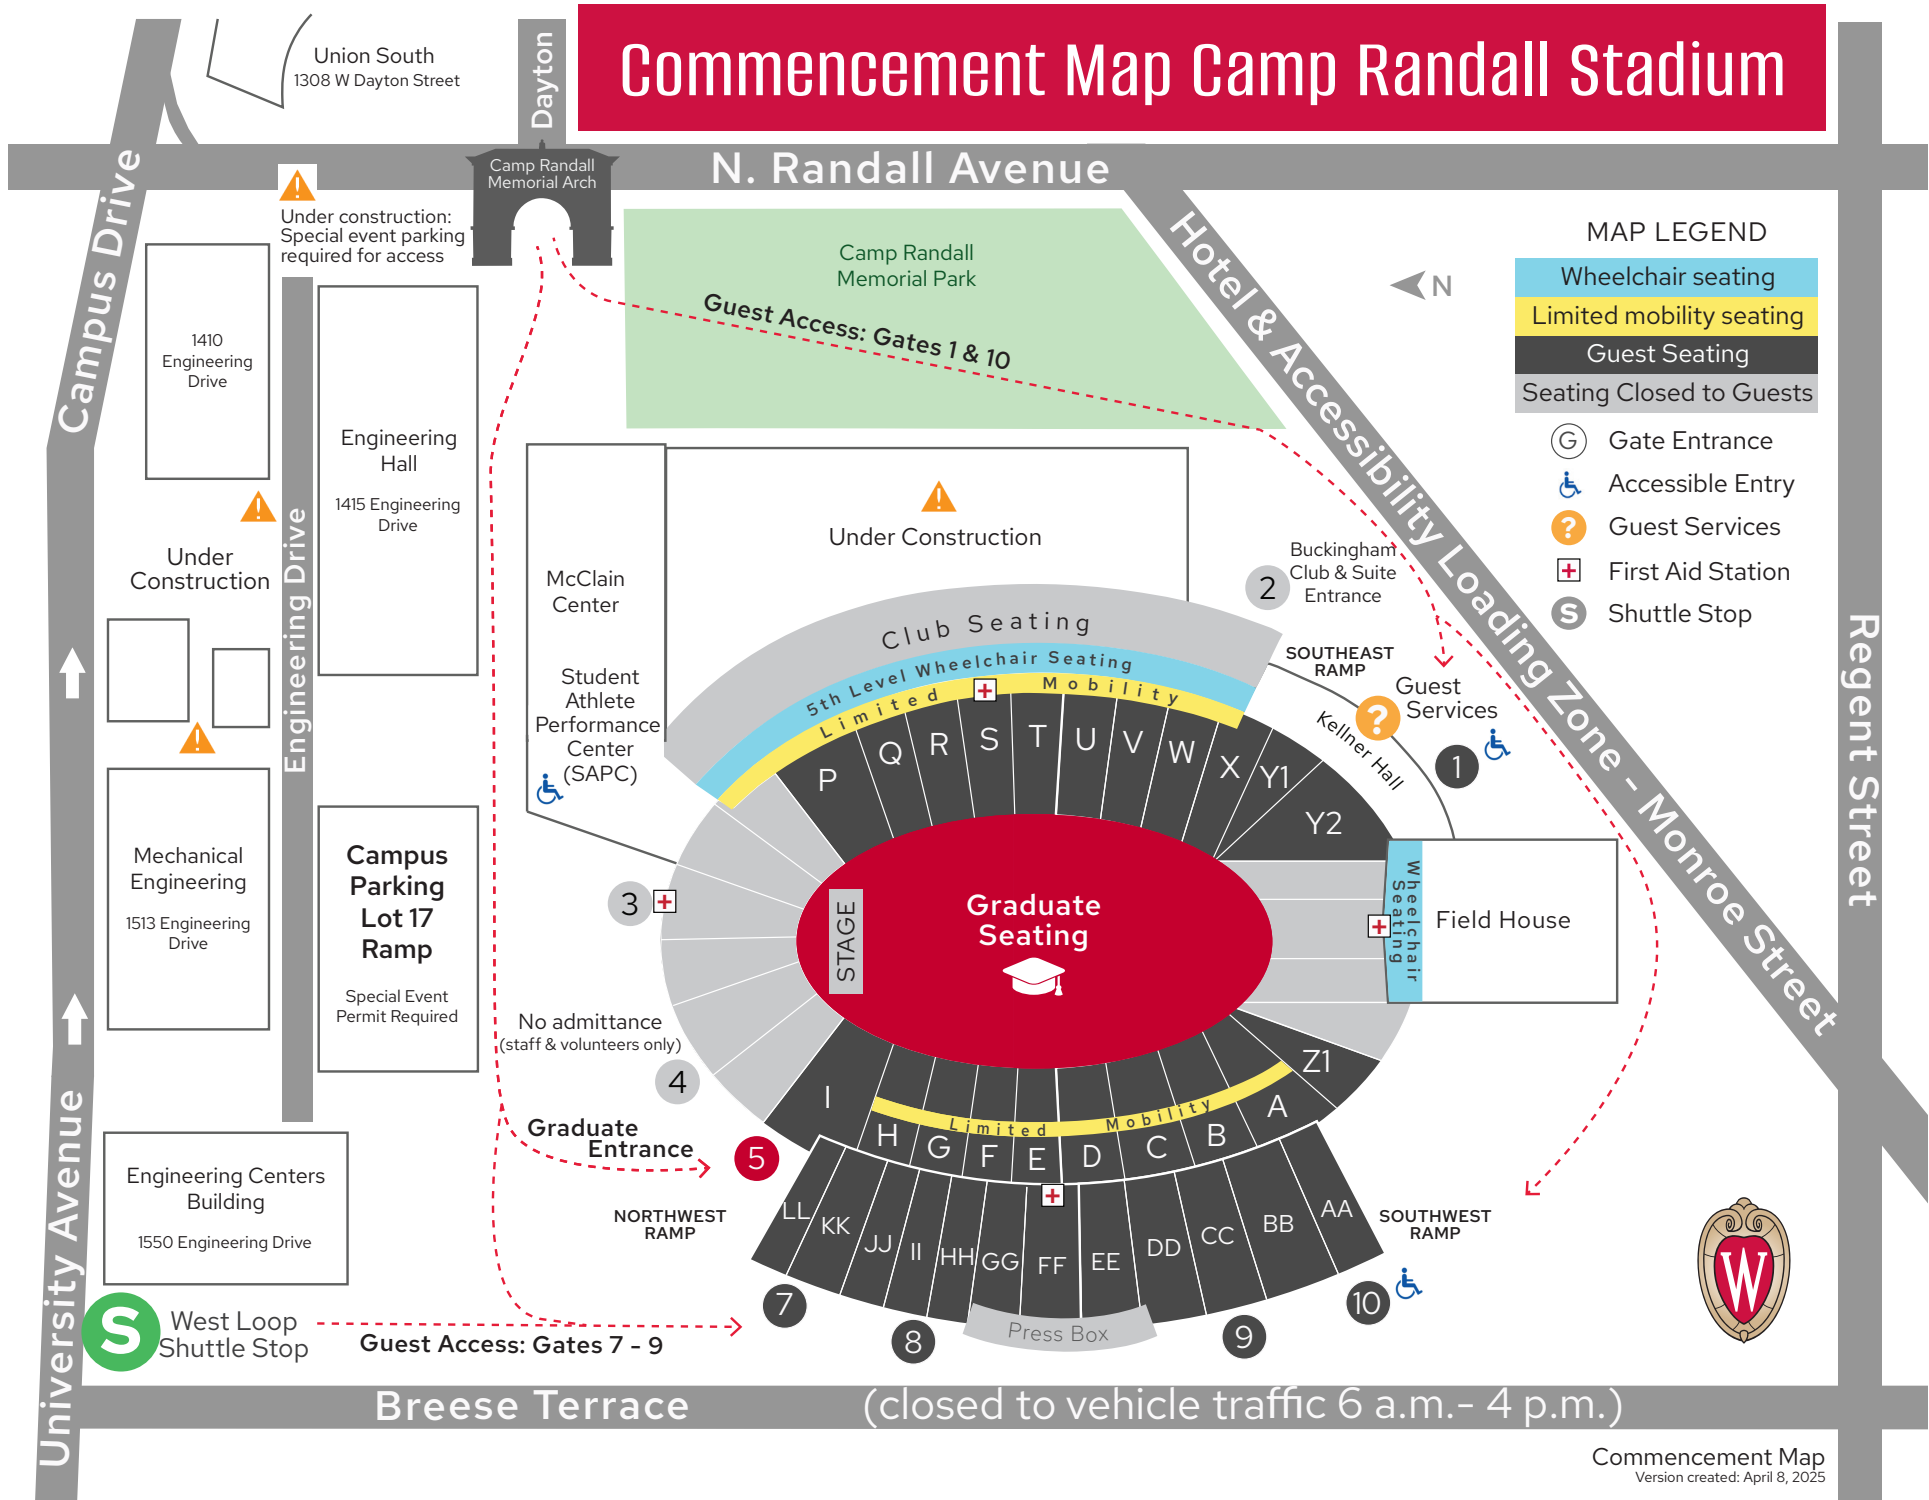 Commencement Map Camp Randall Stadium
Union South
1308 W Dayton Street
Dayton
Camp Randall
Memorial Arch
N. Randall Avenue
Campus Drive
Under construction:
Special event parking
required for access
Camp Randall
Memorial Park
Guest Access: Gates 1 & 10
Hotel & Accessibility Loading Zone - Monroe Street
N
MAP LEGEND
Wheelchair seating
Limited mobility seating
Guest Seating
Seating Closed to Guests
G Gate Entrance
Accessible Entry
? Guest Services
First Aid Station
S Shuttle Stop
Regent Street
1410
Engineering
Drive
Engineering
Hall
1415 Engineering
Drive
Engineering Drive
Under
Construction
McClain
Center
Student
Athlete
Performance
Center
(SAPC)
Under Construction
2
Buckingham
Club & Suite
Entrance
SOUTHEAST
RAMP
Guest
Services
?
Kellner Hall
1
Club Seating
5th Level Wheelchair Seating
Limited Mobility
P
Q
R
S
T
U
V
W
X
Y1
Y2
Mechanical
Engineering
1513 Engineering
Drive
Campus
Parking
Lot 17
Ramp
Special Event
Permit Required
3
STAGE
Graduate
Seating
Wheelchair
Seating
Field House
No admittance
(staff & volunteers only)
4
Graduate
Entrance
5
I
H
G
F
E
D
C
B
A
Z1
Limited Mobility
NORTHWEST
RAMP
LL
KK
JJ
II
HH
GG
FF
EE
DD
CC
BB
AA
SOUTHWEST
RAMP
7
8
Press Box
9
10
W
Engineering Centers
Building
1550 Engineering Drive
University Avenue
S
West Loop
Shuttle Stop
Guest Access: Gates 7 - 9
Breese Terrace (closed to vehicle traffic 6 a.m.- 4 p.m.)
Commencement Map
Version created: April 8, 2025